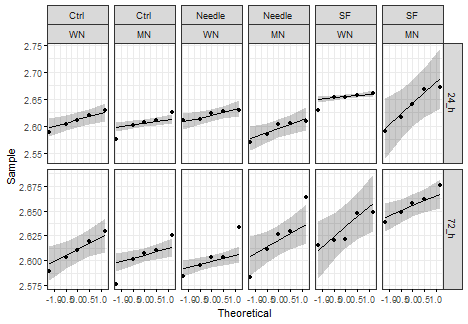 Ctrl Ctrl Needle Needle SF SF
WN MN WN MN WN MN
2.75
2.70
2.65
2.60
2.55
24_h
Sample
2.675
2.650
2.625
2.600
2.575
72_h
Theoretical